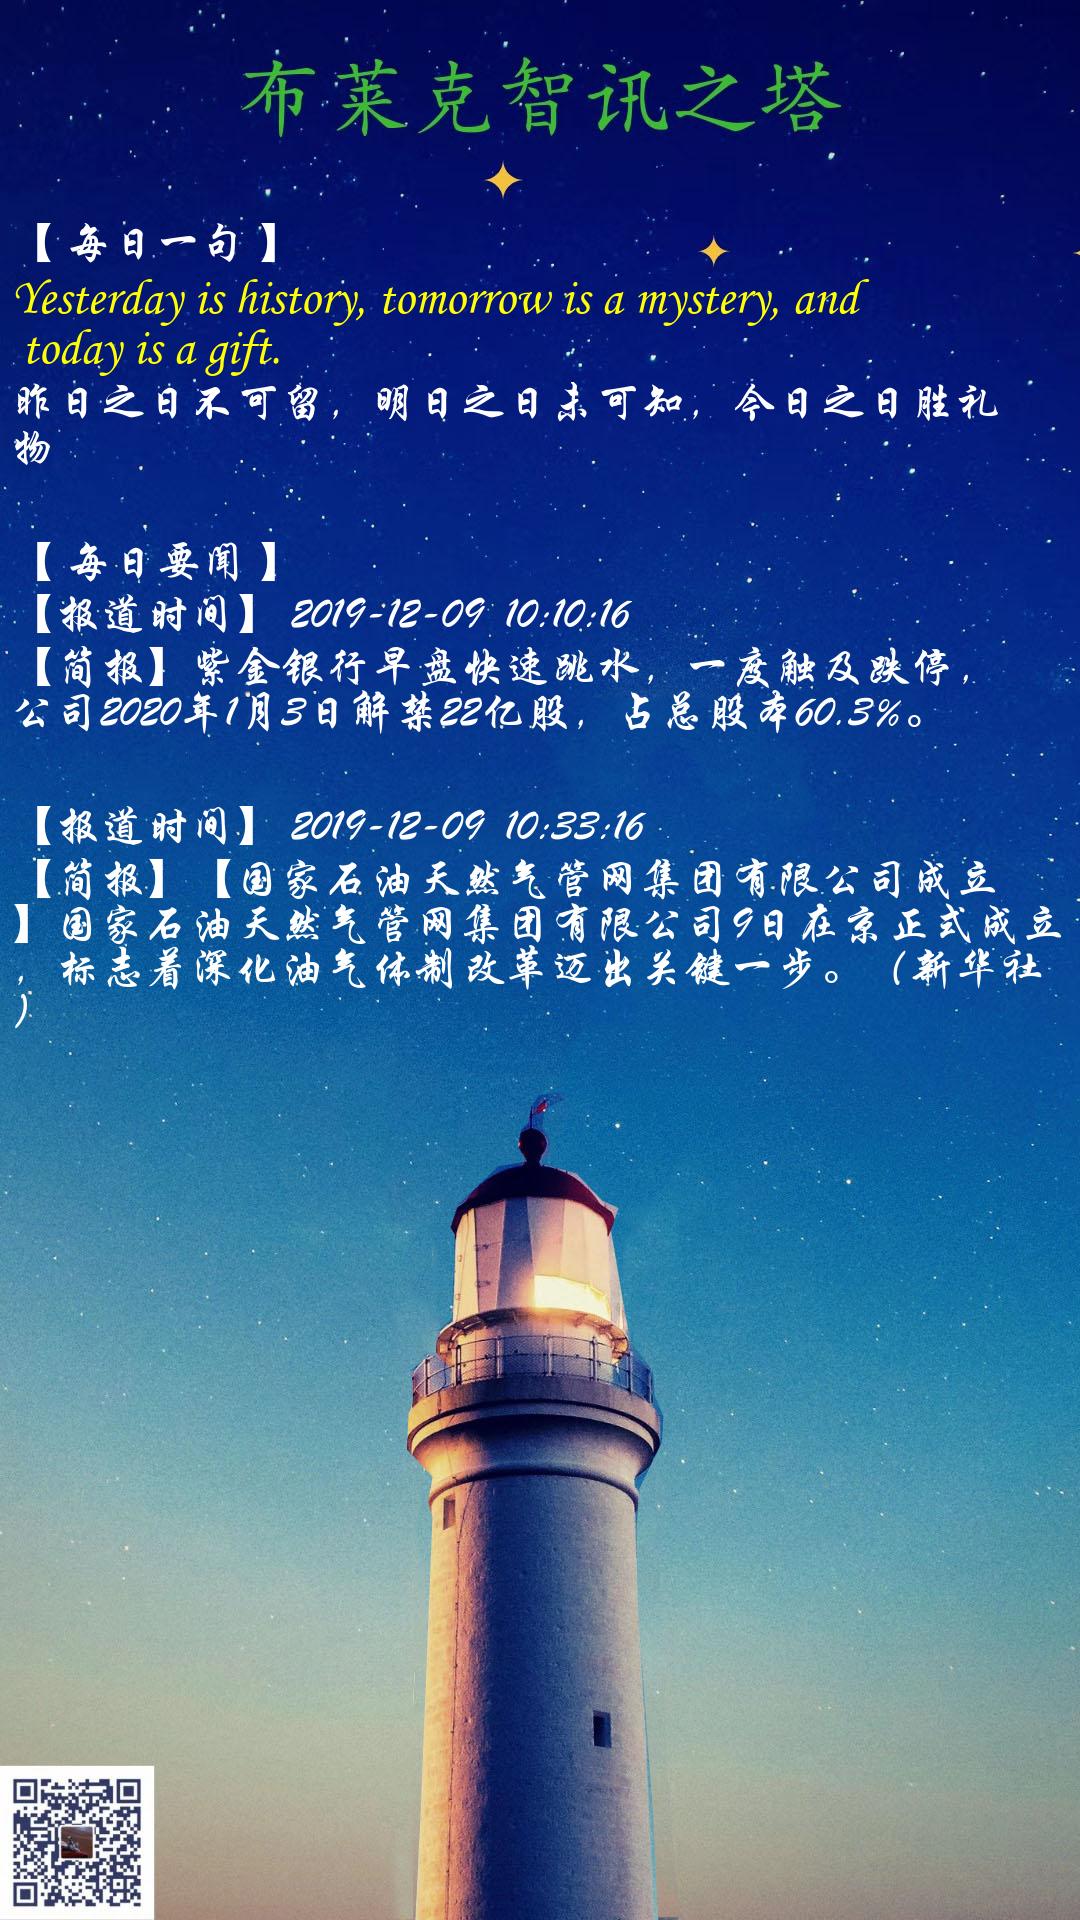 布莱克智讯之塔
【 每日一句 】
Yesterday is history, tomorrow is a mystery, and
today is a gift.
昨日之日不可留，明日之日未可知，今日之日胜礼
物
【 每日要闻 】
【报道时间】 2019-12-09 10:10:16
【简报】紫金银行早盘快速跳水，一度触及跌停，
公司2020年1月3日解禁22亿股，占总股本60.3%。
【报道时间】 2019-12-09 10:33:16
【简报】【国家石油天然气管网集团有限公司成立
】国家石油天然气管网集团有限公司9日在京正式成立
，标志着深化油气体制改革迈出关键一步。（新华社
）